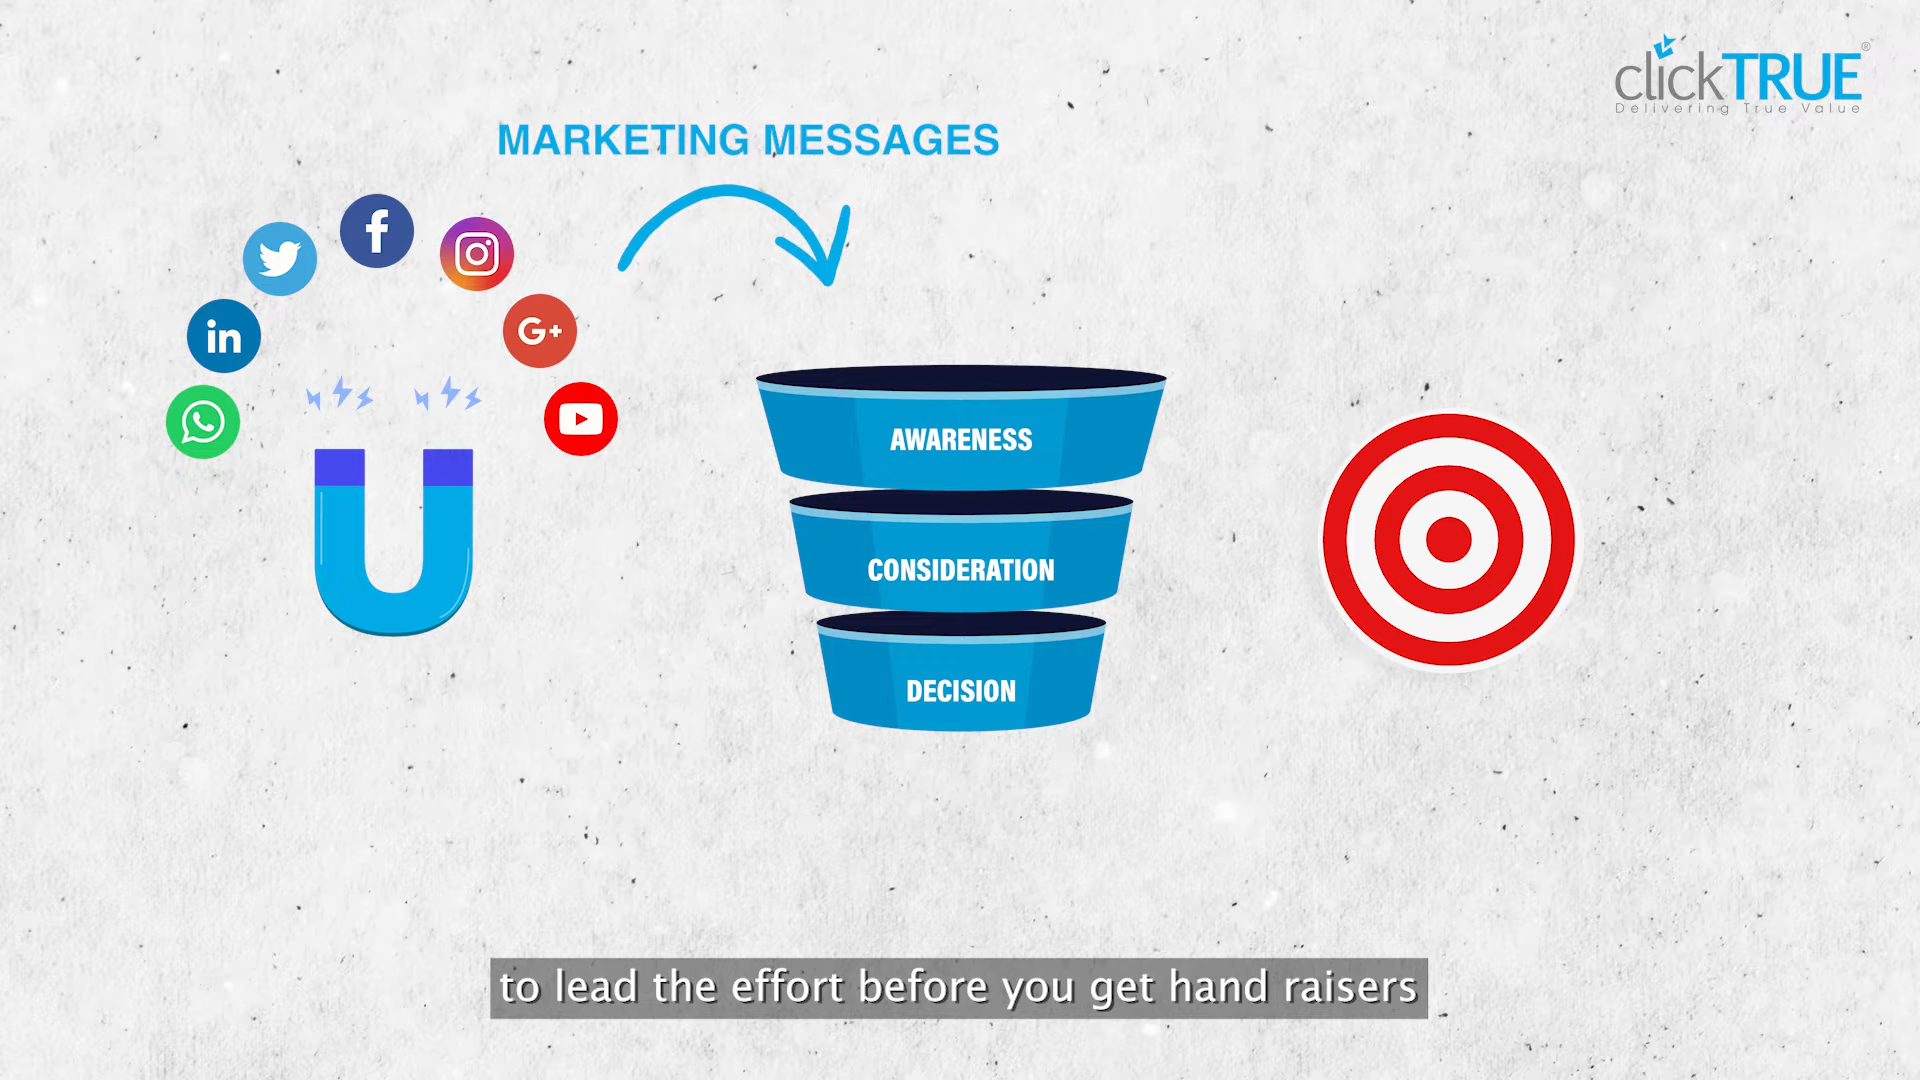 clickTRUE®
Delivering True Value
MARKETING MESSAGES
f
in
G+
AWARENESS
CONSIDERATION
DECISION
to lead the effort before you get hand raisers